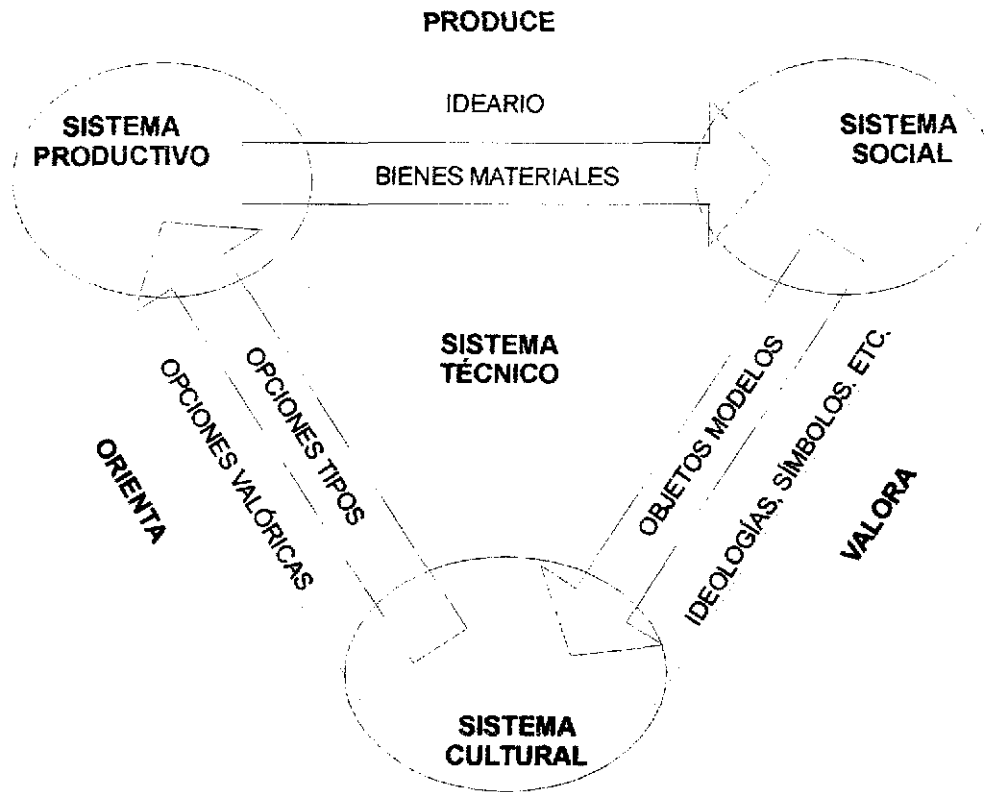 PRODUCE
IDEARIO
SISTEMA
PRODUCTIVO
SISTEMA
SOCIAL
BIENES MATERIALES
SISTEMA
TÉCNICO
OPCIONES TIPOS
OPCIONES VALÓRICAS
ORIENTA
OBJETOS MODELOS
IDEOLOGÍAS, SÍMBOLOS. ETC.
VALORA
SISTEMA
CULTURAL